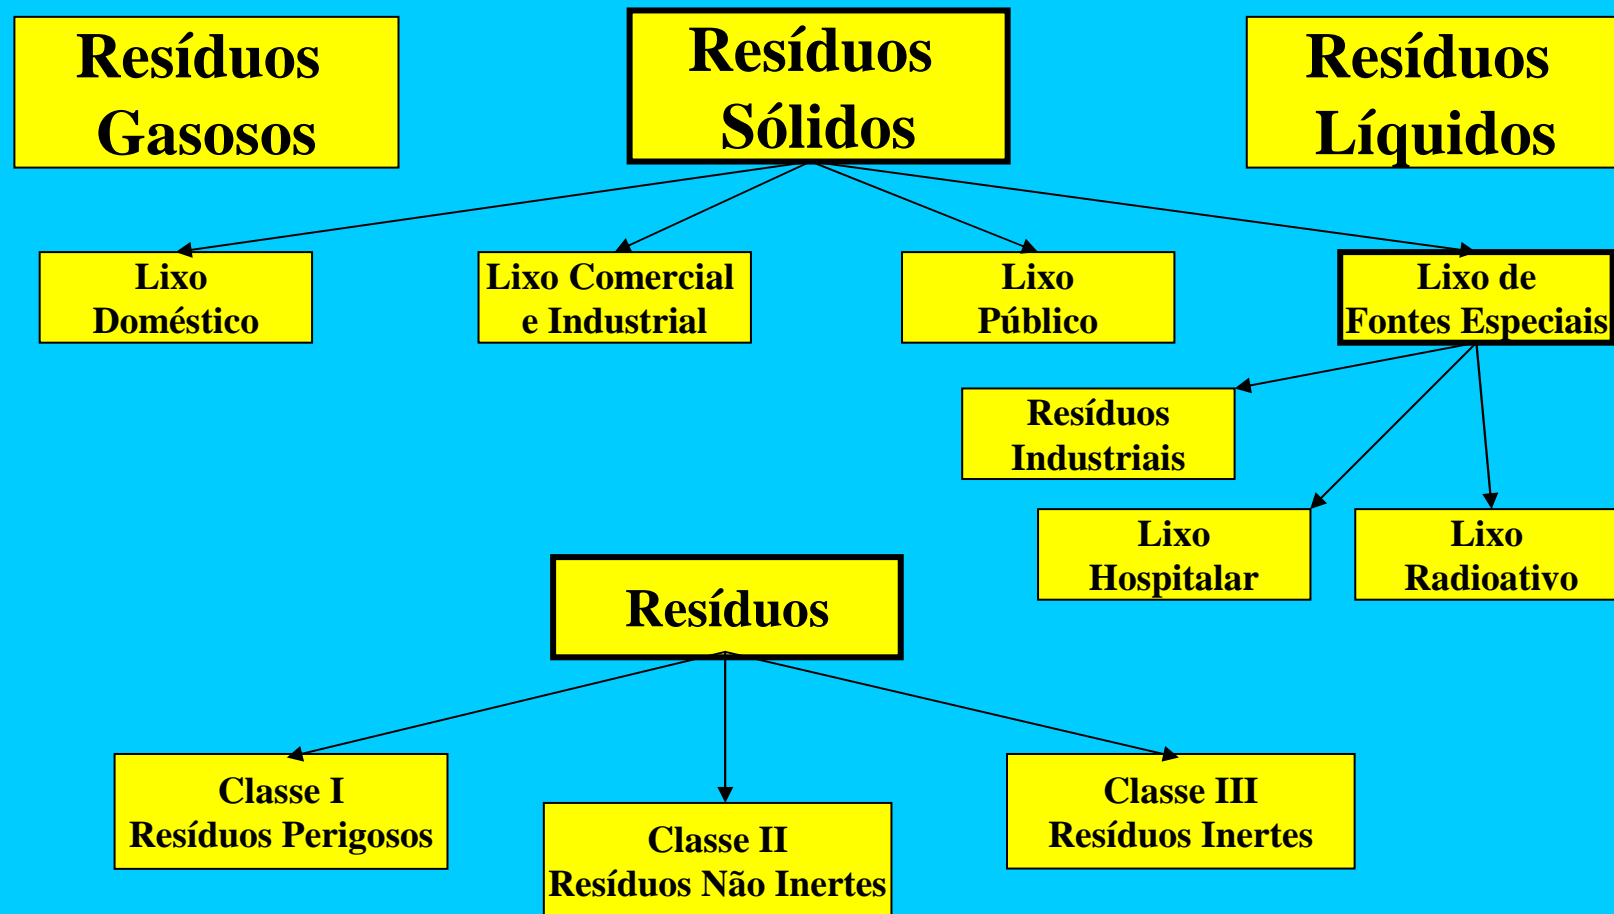 Resíduos
Gasosos
Resíduos
Sólidos
Resíduos
Líquidos
Lixo
Doméstico
Lixo Comercial
e Industrial
Lixo
Público
Lixo de
Fontes Especiais
Resíduos
Industriais
Lixo
Hospitalar
Lixo
Radioativo
Resíduos
Classe I
Resíduos Perigosos
Classe II
Resíduos Não Inertes
Classe III
Resíduos Inertes